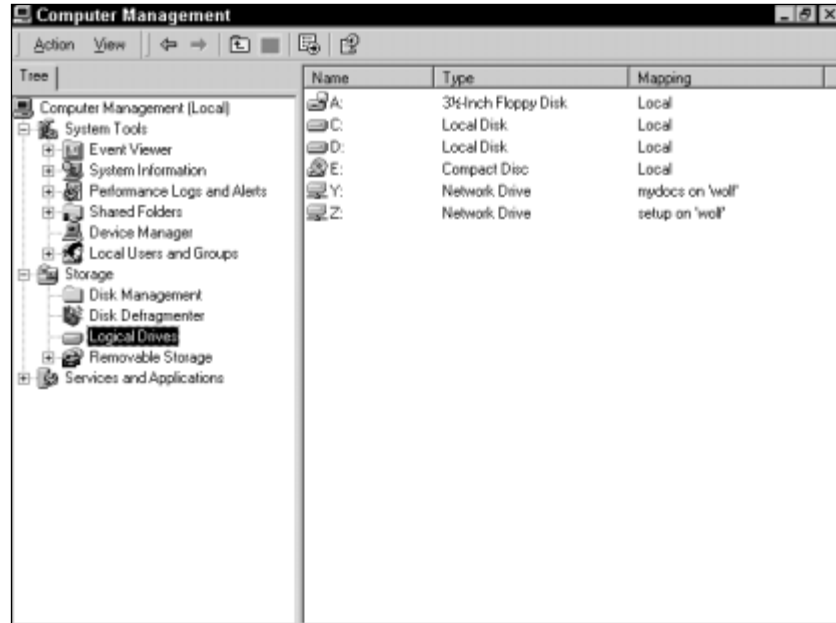 Computer Management
Action View
Tree
Computer Management (Local)
System Tools
Event Viewer
System Information
Performance Logs and Alerts
Shared Folders
Device Manager
Local Users and Groups
Storage
Disk Management
Disk Defragmenter
Logical Drives
Removable Storage
Services and Applications
Name Type Mapping
A: 3½-Inch Floppy Disk Local
C: Local Disk Local
D: Local Disk Local
E: Compact Disc Local
Y: Network Drive mydocs on 'wolf'
Z: Network Drive setup on 'wolf'